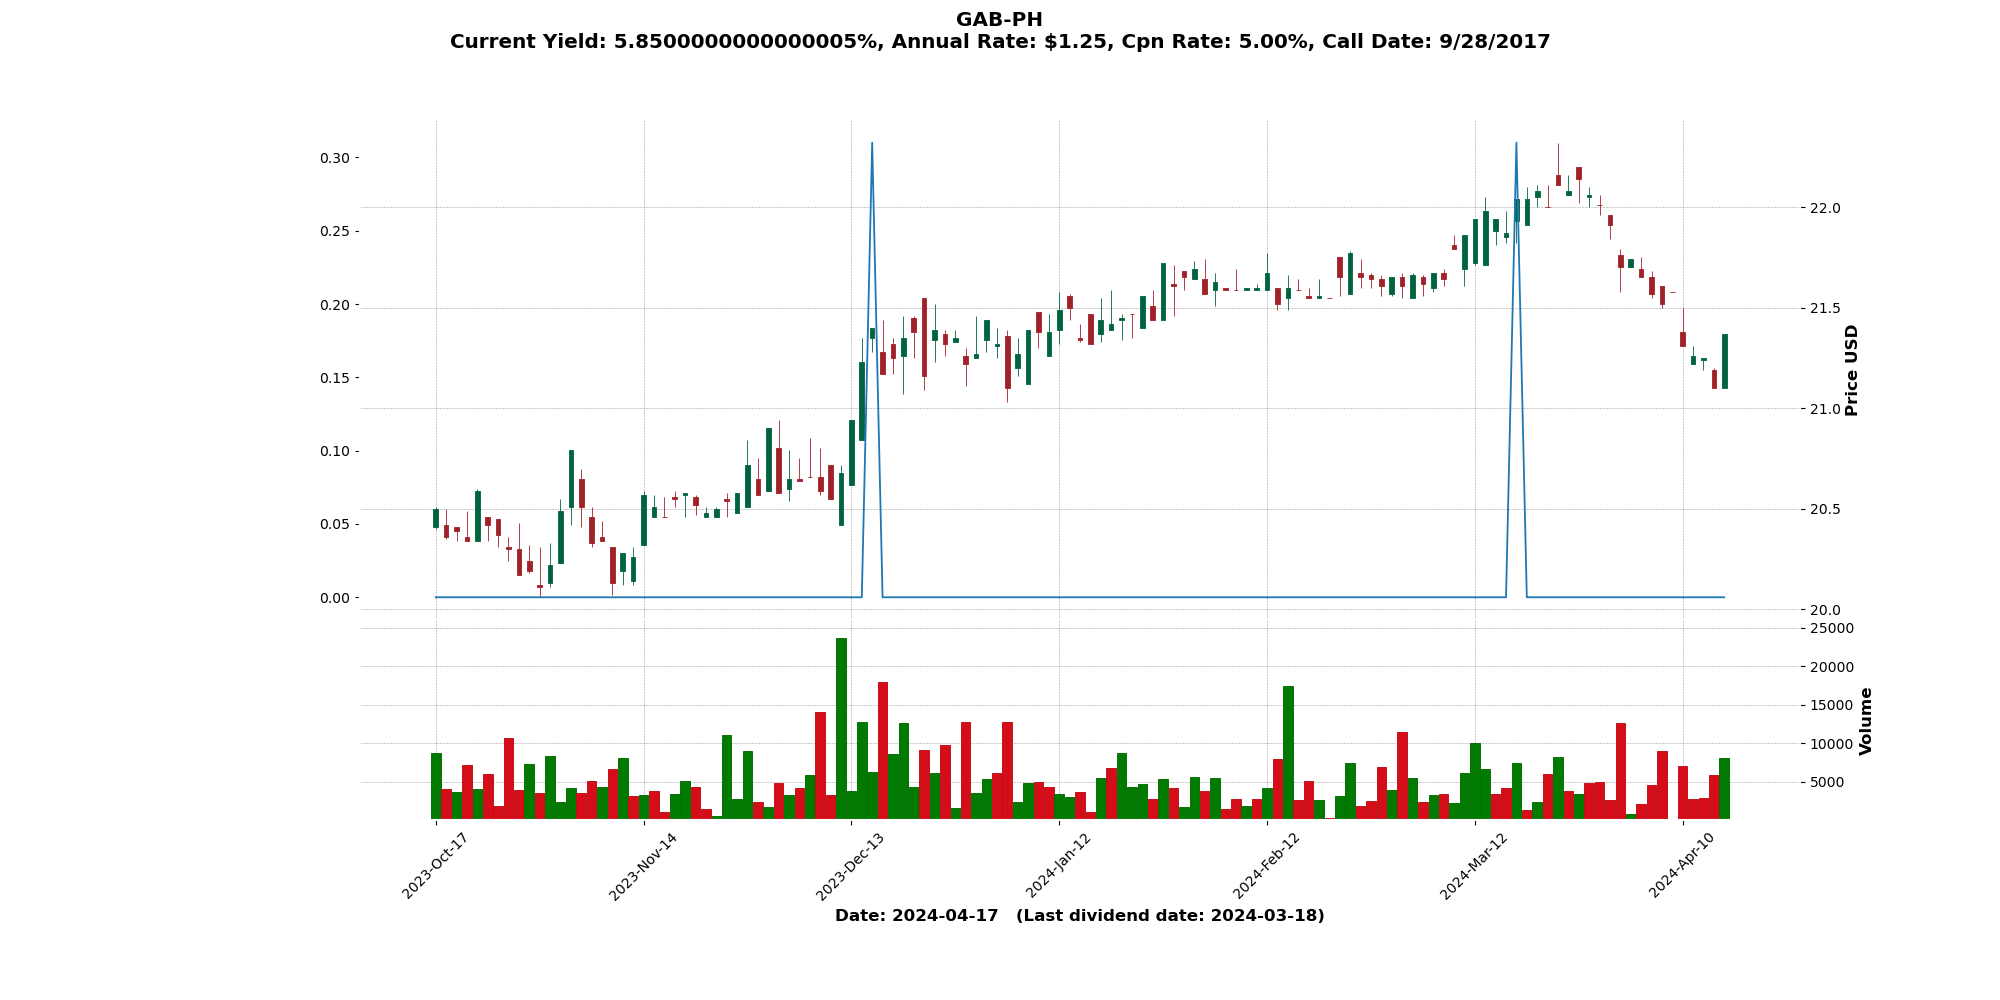 GAB-PH
Current Yield: 5.8500000000000005%, Annual Rate: $1.25, Cpn Rate: 5.00%, Call Date: 9/28/2017
0.30
0.25
0.20
0.15
0.10
0.05
0.00
22.0
21.5
21.0
20.5
20.0
Price USD
25000
20000
15000
10000
5000
Volume
2023-Oct-17
2023-Nov-14
2023-Dec-13
2024-Jan-12
2024-Feb-12
2024-Mar-12
2024-Apr-10
Date: 2024-04-17   (Last dividend date: 2024-03-18)